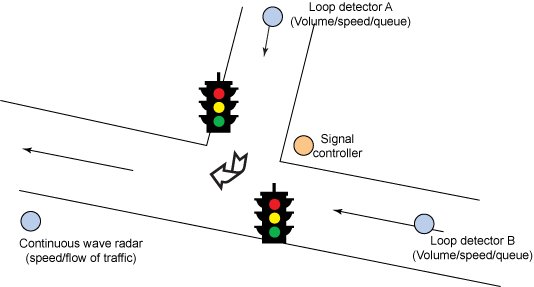 Loop detector A
(Volume/speed/queue)
Signal
controller
Continuous wave radar
(speed/flow of traffic)
Loop detector B
(Volume/speed/queue)